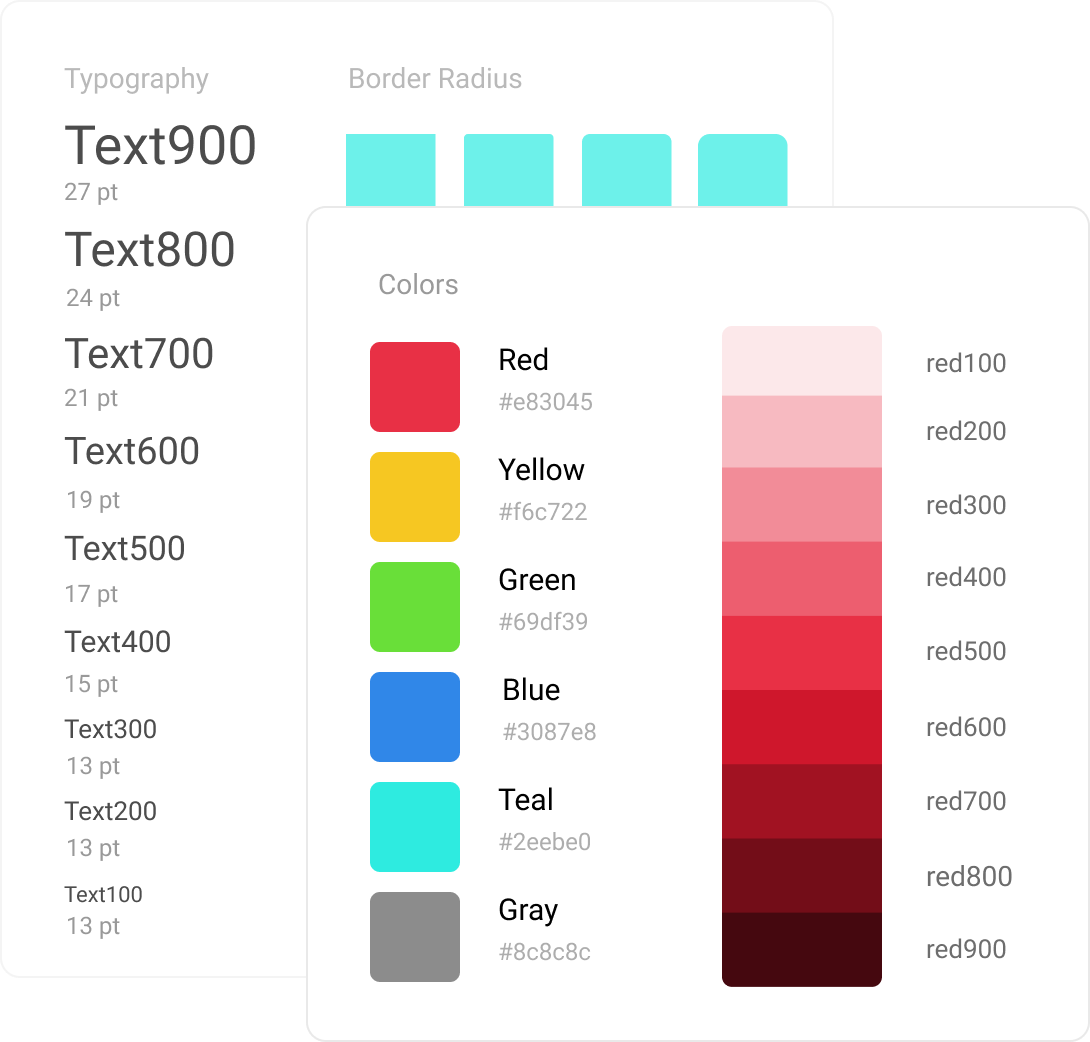 Typography
Text900
27 pt
Text800
24 pt
Text700
21 pt
Text600
19 pt
Text500
17 pt
Text400
15 pt
Text300
13 pt
Text200
13 pt
Text100
13 pt
Border Radius
Colors
Red
#e83045
Yellow
#f6c722
Green
#69df39
Blue
#3087e8
Teal
#2eebe0
Gray
#8c8c8c
red100
red200
red300
red400
red500
red600
red700
red800
red900